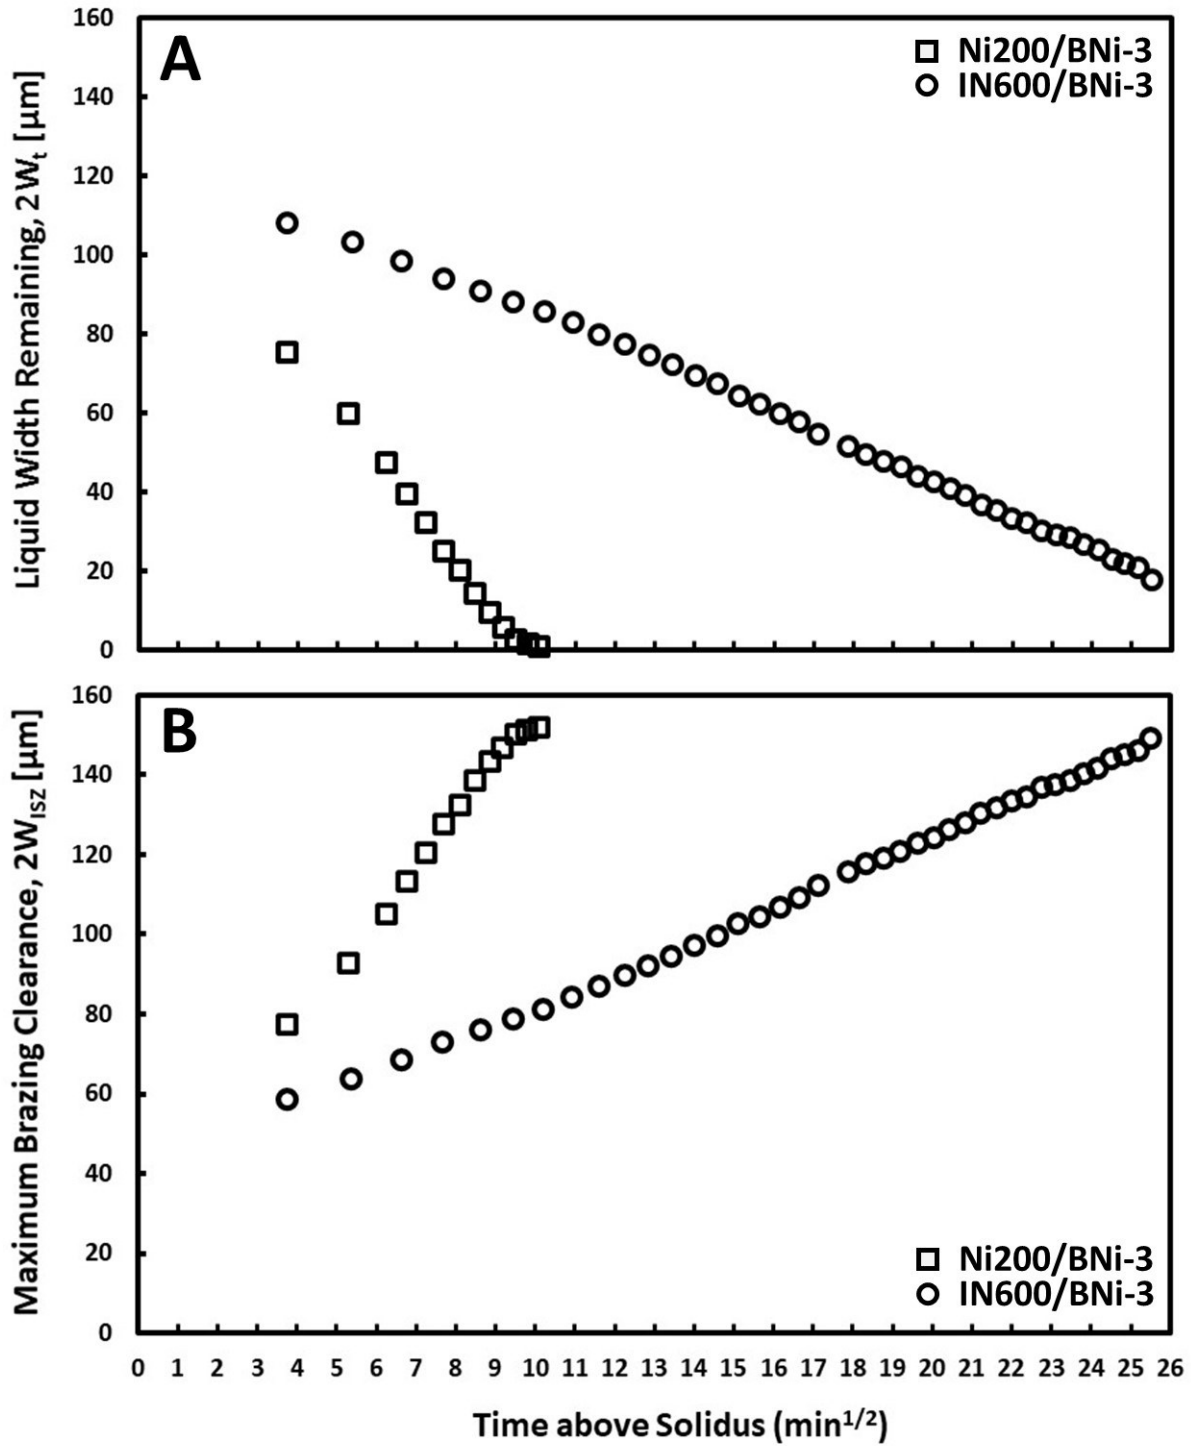 A
Ni200/BNi-3
IN600/BNi-3
Liquid Width Remaining, 2Wt [µm]
160
140
120
100
80
60
40
20
0
B
Ni200/BNi-3
IN600/BNi-3
Maximum Brazing Clearance, 2WISZ [µm]
160
140
120
100
80
60
40
20
0
0 1 2 3 4 5 6 7 8 9 10 11 12 13 14 15 16 17 18 19 20 21 22 23 24 25 26
Time above Solidus (min1/2)